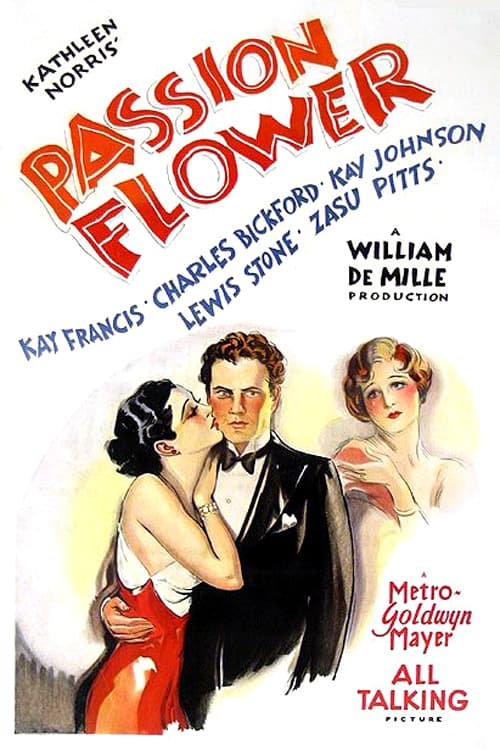 KATHLEEN
NORRIS'
PASSION
FLOWER
KAY FRANCIS · CHARLES BICKFORD · KAY JOHNSON
LEWIS STONE · ZASU PITTS ·
A
WILLIAM
DE MILLE
PRODUCTION
A
Metro-
Goldwyn
Mayer
ALL
TALKING
PICTURE